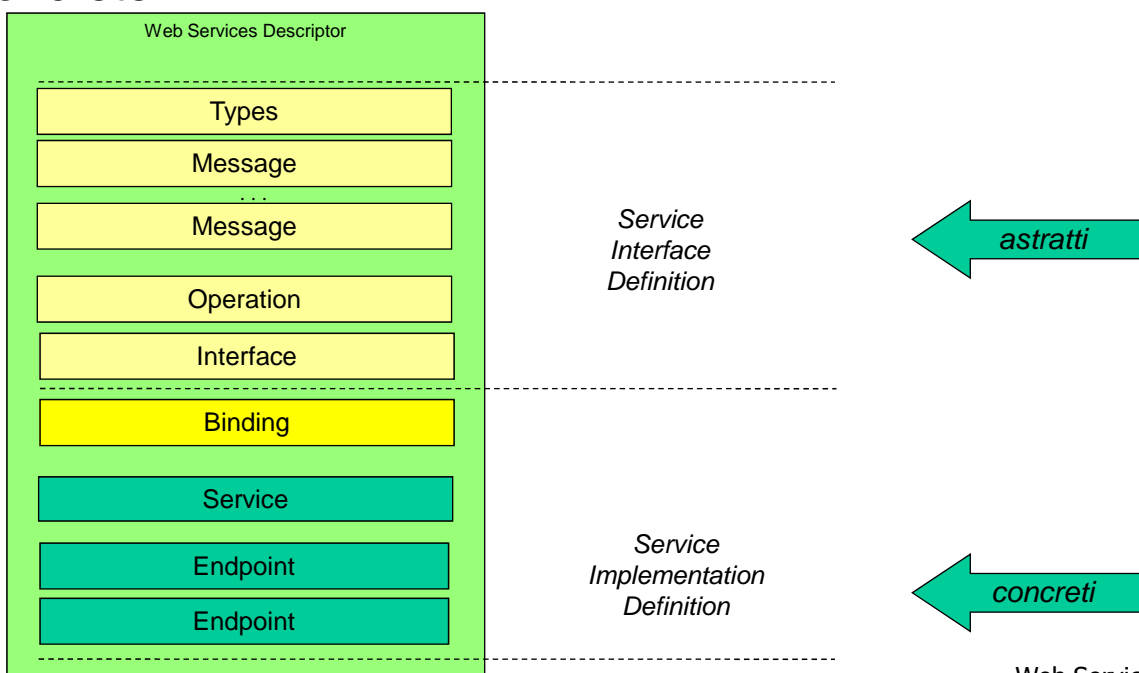 Web Services Descriptor
Types
Message
. . .
Message
Operation
Interface
Binding
Service
Endpoint
Endpoint
Service
Interface
Definition
Service
Implementation
Definition
astratti
concreti